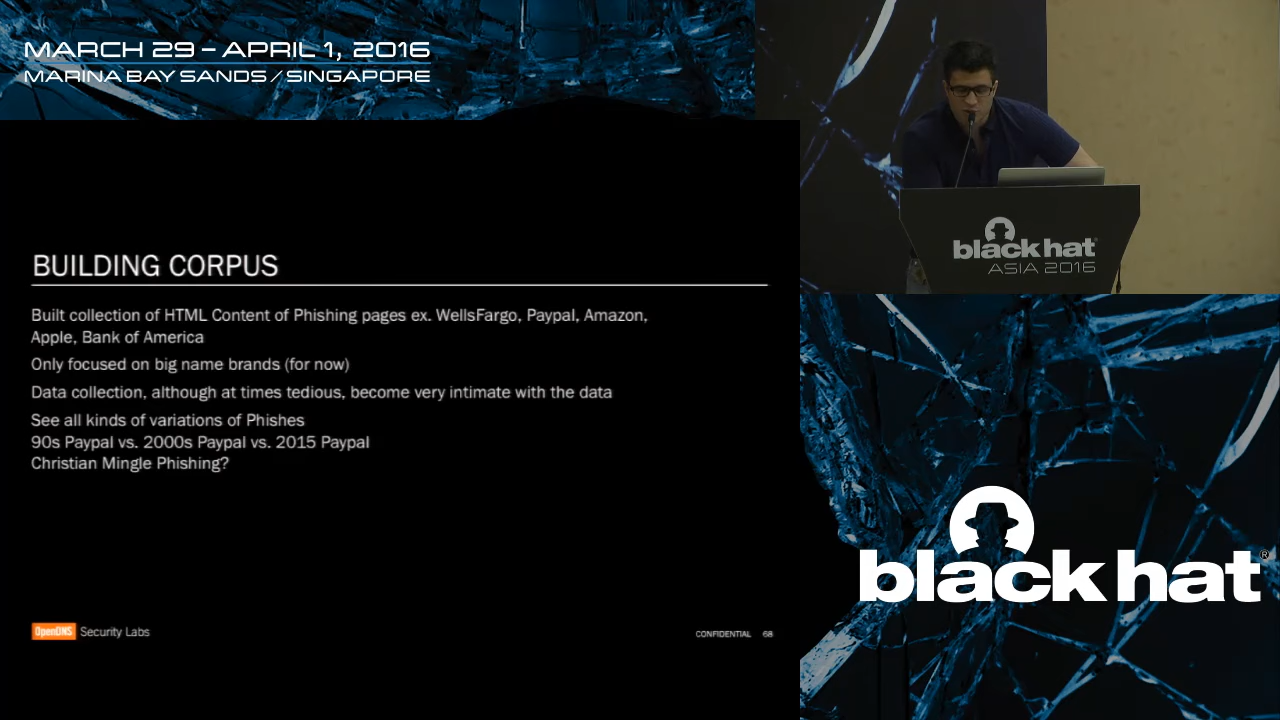 MARCH 29 – APRIL 1, 2016
MARINA BAY SANDS / SINGAPORE
black hat
ASIA 2016
BUILDING CORPUS
Built collection of HTML Content of Phishing pages ex. WellsFargo, Paypal, Amazon,
Apple, Bank of America
Only focused on big name brands (for now)
Data collection, although at times tedious, become very intimate with the data
See all kinds of variations of Phishes
90s Paypal vs. 2000s Paypal vs. 2015 Paypal
Christian Mingle Phishing?
OpenDNS Security Labs
CONFIDENTIAL 68
black hat®